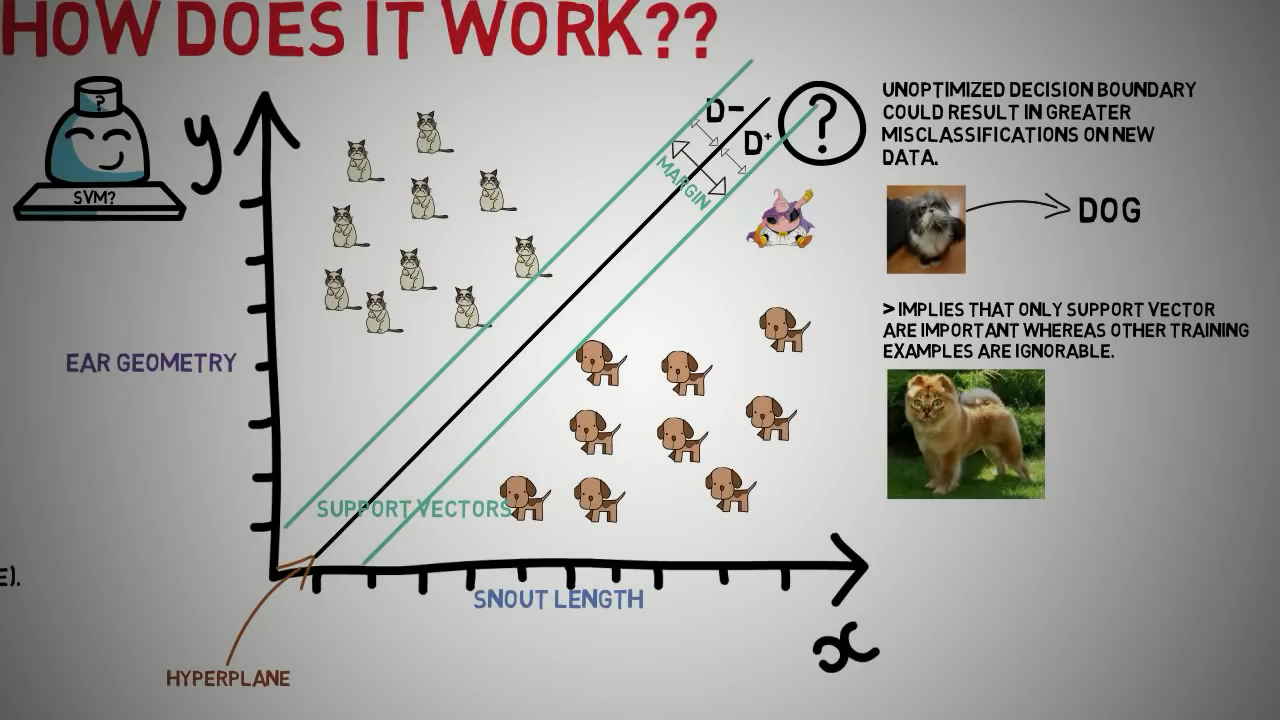 HOW DOES IT WORK??
?
SVM?
y
D-
D+
?
MARGIN
UNOPTIMIZED DECISION BOUNDARY
COULD RESULT IN GREATER
MISCLASSIFICATIONS ON NEW
DATA.
DOG
> IMPLIES THAT ONLY SUPPORT VECTOR
ARE IMPORTANT WHEREAS OTHER TRAINING
EXAMPLES ARE IGNORABLE.
EAR GEOMETRY
SUPPORT VECTORS
E).
SNOUT LENGTH
x
HYPERPLANE